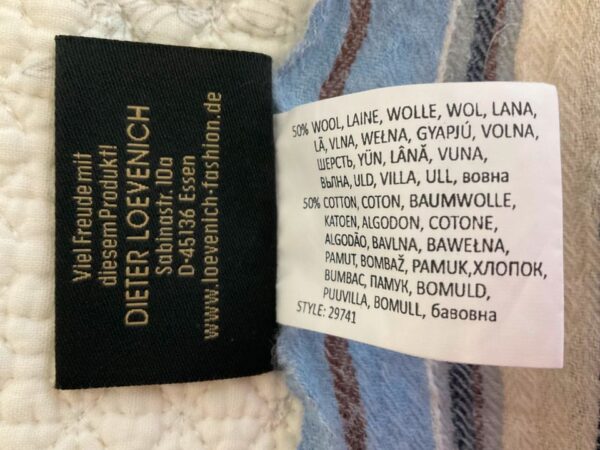 Viel Freude mit
diesem Produkt!
DIETER LOEVENICH
Sabinastr. 10a
D-45136 Essen
www.loevenich-fashion.de
50% WOOL, LAINE, WOLLE, WOL, LANA,
LÃ, VLNA, WEŁNA, GYAPJÚ, VOLNA,
ШЕРСТЬ, YÜN, LÂNĂ, VUNA,
ВЪЛНА, ULD, VILLA, ULL, вовна
50% COTTON, COTON, BAUMWOLLE,
KATOEN, ALGODON, COTONE,
ALGODÃO, BAVLNA, BAWEŁNA,
PAMUT, BOMBAŽ, PAMUK,ХЛОПОК,
BUMBAC, ПАМУК, BOMULD,
PUUVILLA, BOMULL, бавовна
STYLE: 29741